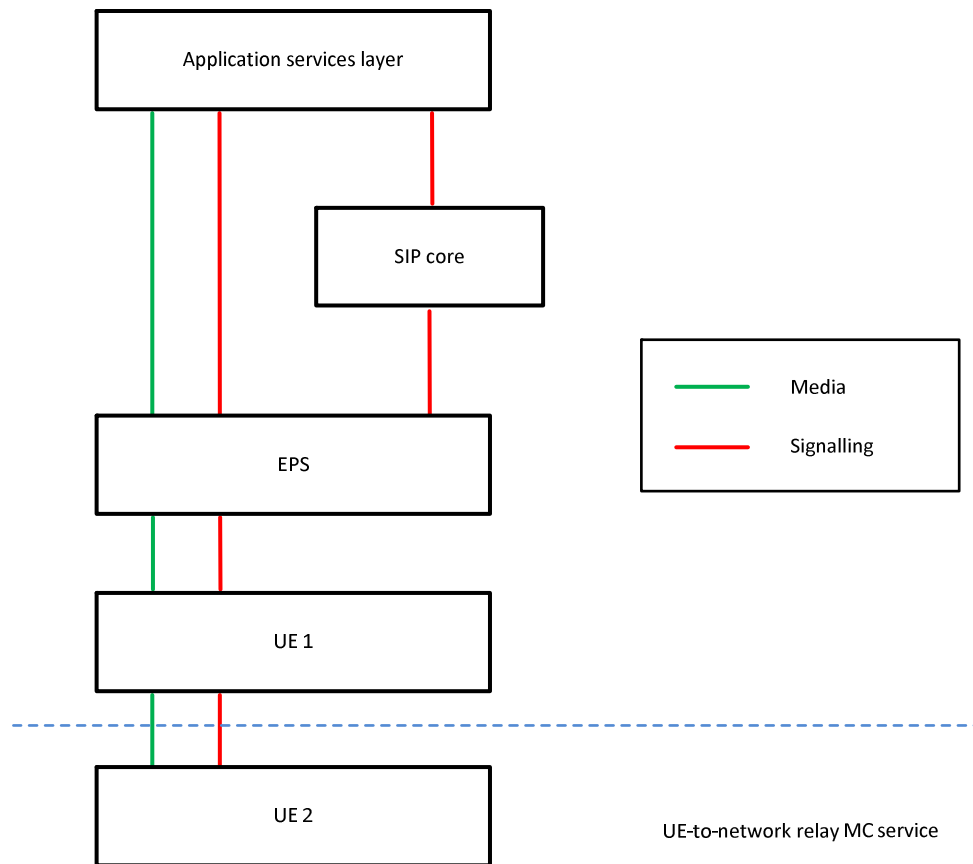 Application services layer
SIP core
Media
Signalling
EPS
UE 1
UE 2
UE-to-network relay MC service